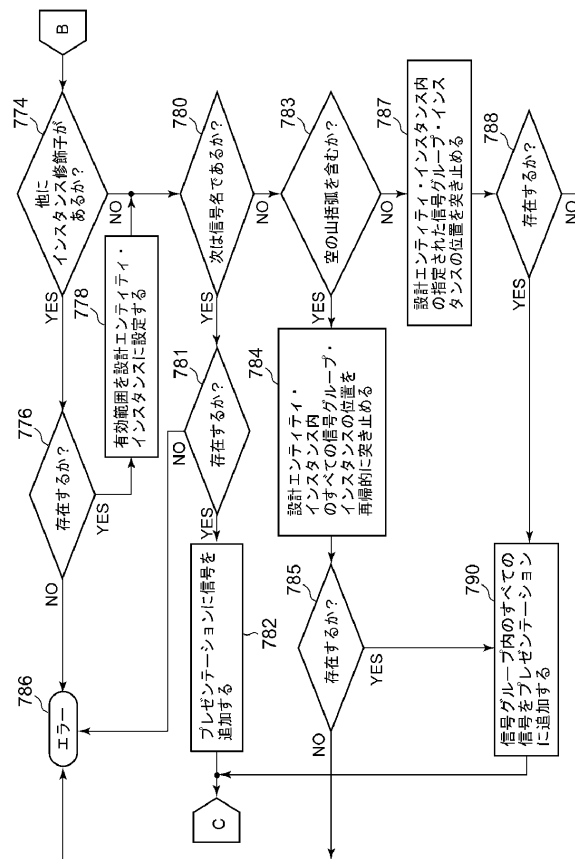 B
774
他に
インスタンス修飾子が
あるか?
YES
NO
776
存在するか?
NO
YES
778
有効範囲を設計エンティティ・
インスタンスに設定する
786
エラー
780
次は信号名であるか?
YES
NO
781
存在するか?
NO
YES
782
プレゼンテーションに信号を
追加する
C
783
空の山括弧を含むか?
YES
NO
784
設計エンティティ・
インスタンス内
のすべての信号グループ・
インスタンスの位置を
再帰的に突き止める
785
存在するか?
NO
YES
787
設計エンティティ・インスタンス内
の指定された信号グループ・インス
タンスの位置を突き止める
788
存在するか?
YES
NO
790
信号グループ内のすべての
信号をプレゼンテーション
に追加する